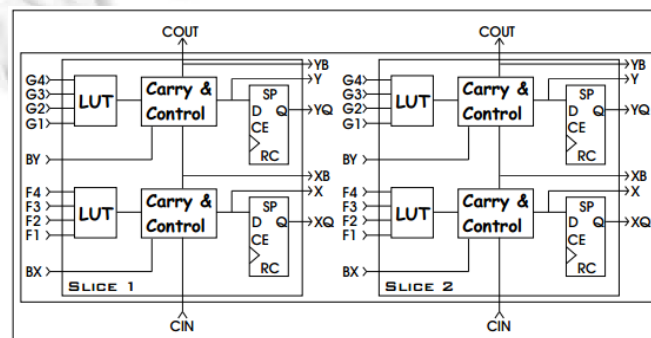 COUT
YB
Y
G4
G3
G2
G1
LUT
Carry &
Control
SP
D Q
CE
RC
YQ
BY
XB
X
F4
F3
F2
F1
LUT
Carry &
Control
SP
D Q
CE
RC
XQ
BX
SLICE 1
CIN
COUT
YB
Y
G4
G3
G2
G1
LUT
Carry &
Control
SP
D Q
CE
RC
YQ
BY
XB
X
F4
F3
F2
F1
LUT
Carry &
Control
SP
D Q
CE
RC
XQ
BX
SLICE 2
CIN